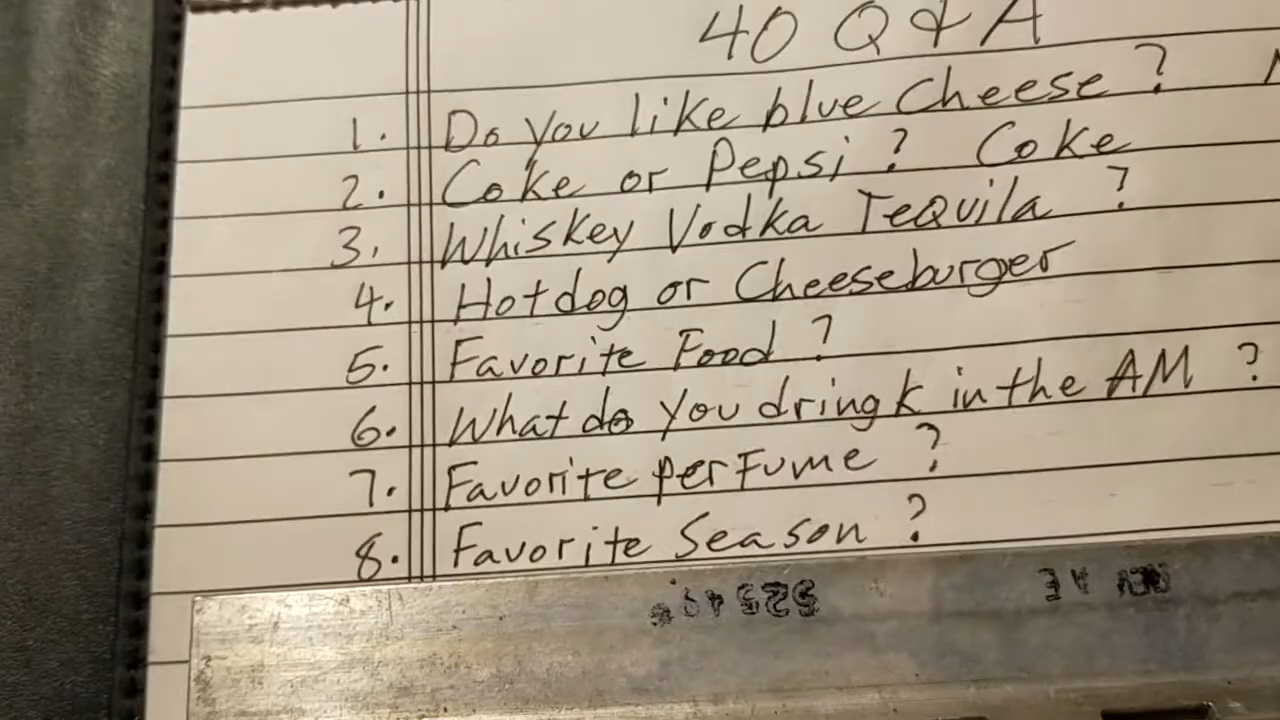 40 Q & A
1. Do you like blue Cheese ?
2. Coke or Pepsi ? Coke
3. Whiskey Vodka Tequila ?
4. Hotdog or Cheeseburger
5. Favorite Food ?
6. What do you dringk in the AM ?
7. Favorite perfume ?
8. Favorite Season ?